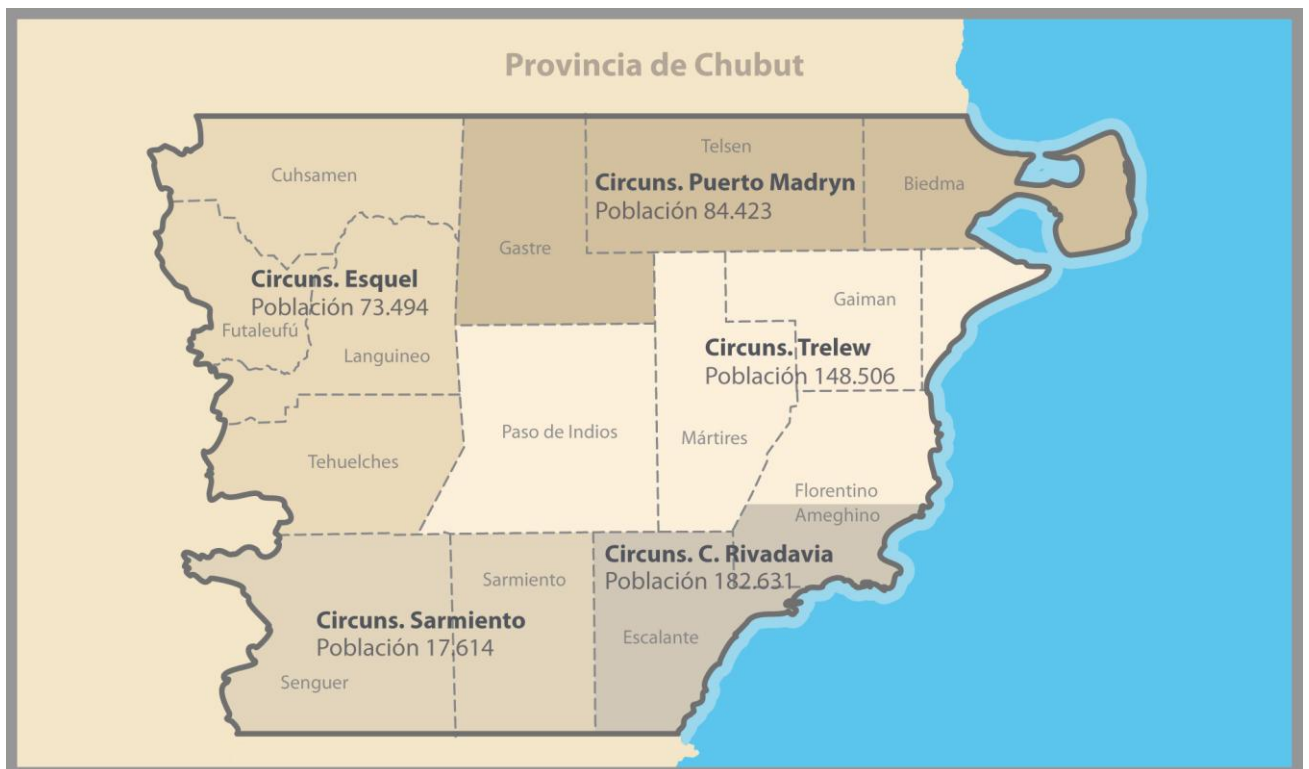 Provincia de Chubut
Cuhsamen
Telsen
Circuns. Puerto Madryn
Población 84.423
Biedma
Gastre
Circuns. Esquel
Población 73.494
Futaleufú
Languineo
Gaiman
Circuns. Trelew
Población 148.506
Paso de Indios
Mártires
Tehuelches
Florentino
Ameghino
Circuns. C. Rivadavia
Población 182.631
Sarmiento
Circuns. Sarmiento
Población 17.614
Escalante
Senguer